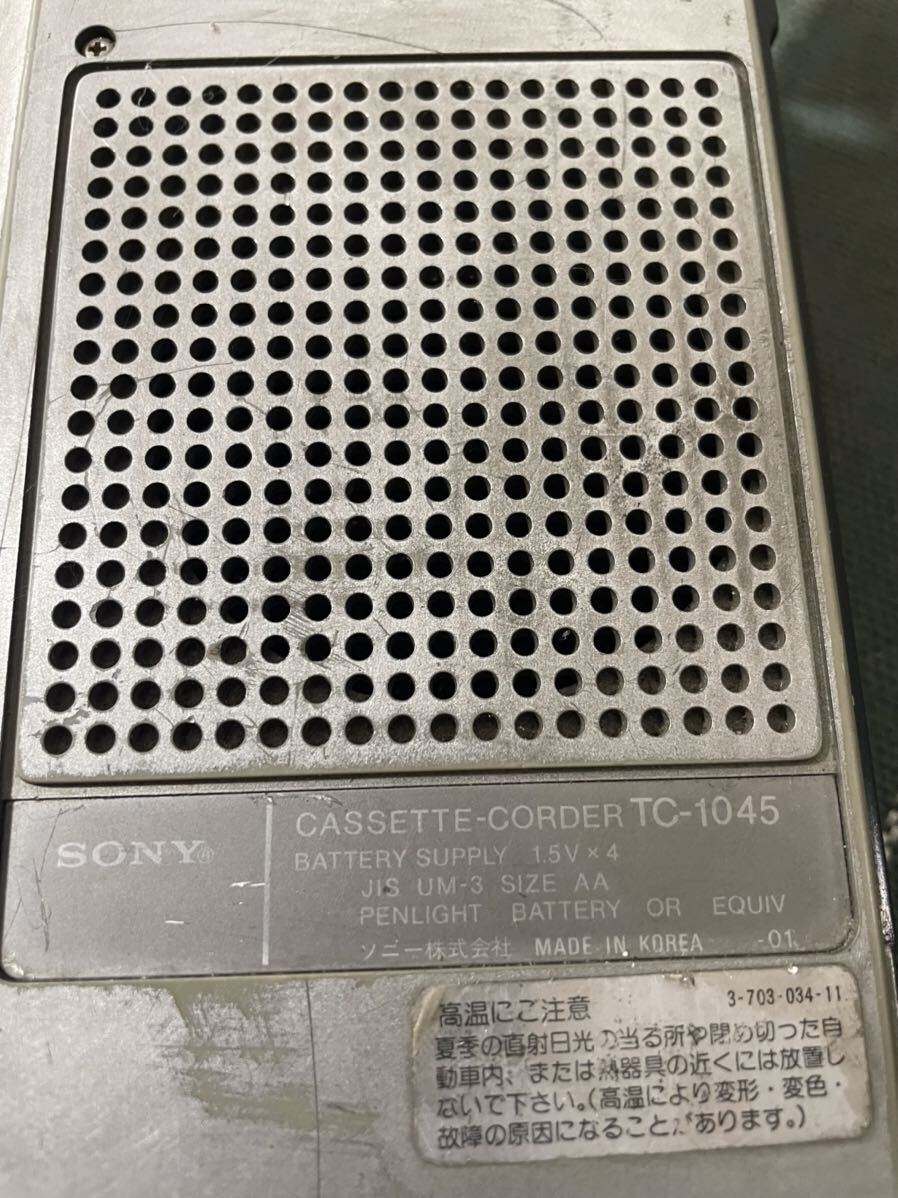 SONY®
CASSETTE-CORDER TC-1045
BATTERY SUPPLY 1.5V×4
JIS UM-3 SIZE AA
PENLIGHT BATTERY OR EQUIV
ソニー株式会社 MADE IN KOREA -01
高温にご注意 3-703-034-11
夏季の直射日光の当る所や閉め切った自
動車内、または熱器具の近くには放置し
ないで下さい。(高温により変形・変色・
故障の原因になることがあります。)